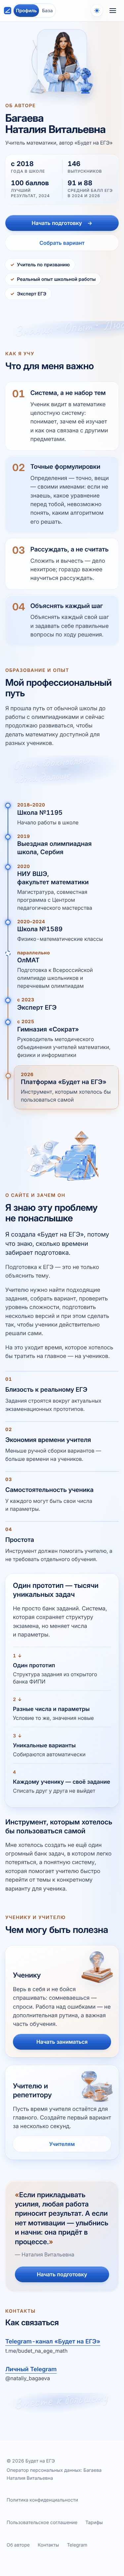 Профиль База
ОБ АВТОРЕ
Багаева
Наталия Витальевна
Учитель математики, автор «Будет на ЕГЭ»
с 2018
ГОДА В ШКОЛЕ
146
ВЫПУСКНИКОВ
100 баллов
ЛУЧШИЙ
РЕЗУЛЬТАТ, 2024
91 и 88
СРЕДНИЙ БАЛЛ ЕГЭ
В 2024 И 2026
Начать подготовку →
Собрать вариант
✓ Учитель по призванию
✓ Реальный опыт школьной работы
✓ Эксперт ЕГЭ
КАК Я УЧУ
Что для меня важно
01 Система, а не набор тем
Ученик видит в математике
целостную систему:
понимает, зачем её изучает
и как она связана с другими
предметами.
02 Точные формулировки
Определения — точно, вещи
— своими именами: если не
знаешь, какое уравнение
перед тобой, невозможно
понять, каким алгоритмом
его решать.
03 Рассуждать, а не считать
Сложить и вычесть — дело
нехитрое; гораздо важнее
научиться рассуждать.
04 Объяснять каждый шаг
Объяснять каждый свой шаг
и задавать себе правильные
вопросы по ходу решения.
ОБРАЗОВАНИЕ И ОПЫТ
Мой профессиональный
путь
Я прошла путь от обычной школы до
работы с олимпиадниками и сейчас
продолжаю развиваться, чтобы
делать математику доступной для
разных учеников.
2018–2020
Школа №1195
Начало работы в школе
2019
Выездная олимпиадная
школа, Сербия
2020
НИУ ВШЭ,
факультет математики
Магистратура, совместная
программа с Центром
педагогического мастерства
2020–2024
Школа №1589
Физико-математические классы
параллельно
ОлМАТ
Подготовка к Всероссийской
олимпиаде школьников и
перечневым олимпиадам
с 2023
Эксперт ЕГЭ
с 2025
Гимназия «Сократ»
Руководитель методического
объединения учителей математики,
физики и информатики
2026
Платформа «Будет на ЕГЭ»
Инструмент, которым хотелось бы
пользоваться самой
О САЙТЕ И ЗАЧЕМ ОН
Я знаю эту проблему
не понаслышке
Я создала «Будет на ЕГЭ», потому
что знаю, сколько времени
забирает подготовка.
Подготовка к ЕГЭ — это не только
объяснить тему.
Учителю нужно найти подходящие
задания, собрать вариант, проверить
уровень сложности, подготовить
несколько версий и при этом сделать
так, чтобы ученики действительно
решали сами.
На это уходит время, которое хотелось
бы тратить на главное — на учеников.
01
Близость к реальному ЕГЭ
Задания строятся вокруг актуальных
экзаменационных прототипов.
02
Экономия времени учителя
Меньше ручной сборки вариантов —
больше времени на учеников.
03
Самостоятельность ученика
У каждого могут быть свои числа
и параметры.
04
Простота
Инструмент должен помогать учителю, а
не требовать отдельного обучения.
Один прототип — тысячи
уникальных задач
Не просто банк заданий. Система,
которая сохраняет структуру
экзамена, но меняет числа
и параметры.
1 ↓
Один прототип
Структура задания из открытого
банка ФИПИ
2 ↓
Разные числа и параметры
Условие то же, значения новые
3 ↓
Уникальные варианты
Собираются автоматически
4
Каждому ученику — своё задание
Списать друг у друга не выйдет
Инструмент, которым хотелось
бы пользоваться самой
Мне хотелось создать не ещё один
огромный банк задач, в котором легко
потеряться, а понятную систему,
которая помогает учителю быстро
перейти от темы к конкретному
варианту для ученика.
УЧЕНИКУ И УЧИТЕЛЮ
Чем могу быть полезна
Ученику
Верь в себя и не бойся
спрашивать: сомневаешься —
спроси. Работа над ошибками — не
дополнительная рутина, а важная
часть обучения.
Начать заниматься
Учителю и
репетитору
Пусть время учителя остаётся для
главного. Создайте первый вариант
за несколько секунд.
Учителям
«Если прикладывать
усилия, любая работа
приносит результат. А если
нет мотивации — улыбнись
и начни: она придёт в
процессе.»
— Наталия Витальевна
Начать подготовку
КОНТАКТЫ
Как связаться
Telegram-канал «Будет на ЕГЭ»
t.me/budet_na_ege_math
Личный Telegram
@nataliy_bagaeva
© 2026 Будет на ЕГЭ
Оператор персональных данных: Багаева
Наталия Витальевна
Политика конфиденциальности
Пользовательское соглашение Тарифы
Об авторе Контакты Telegram